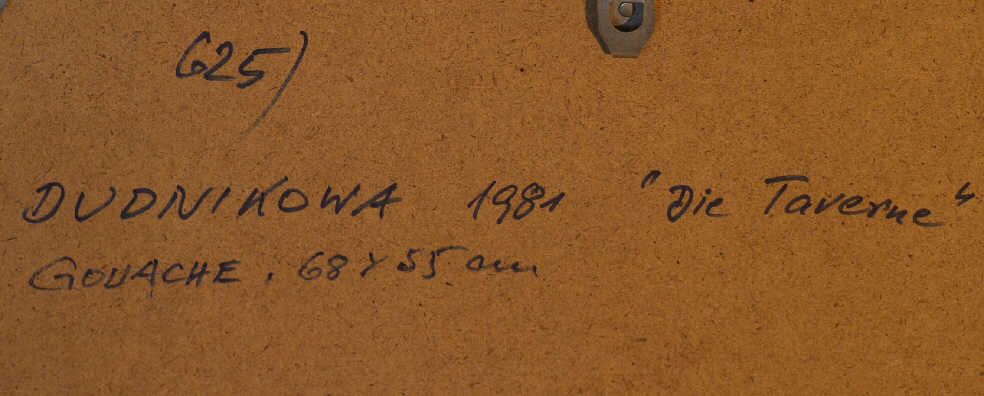 625)
DUDNIKOWA 1981 "Die Taverne"
GOUACHE. 68 x 55 cm